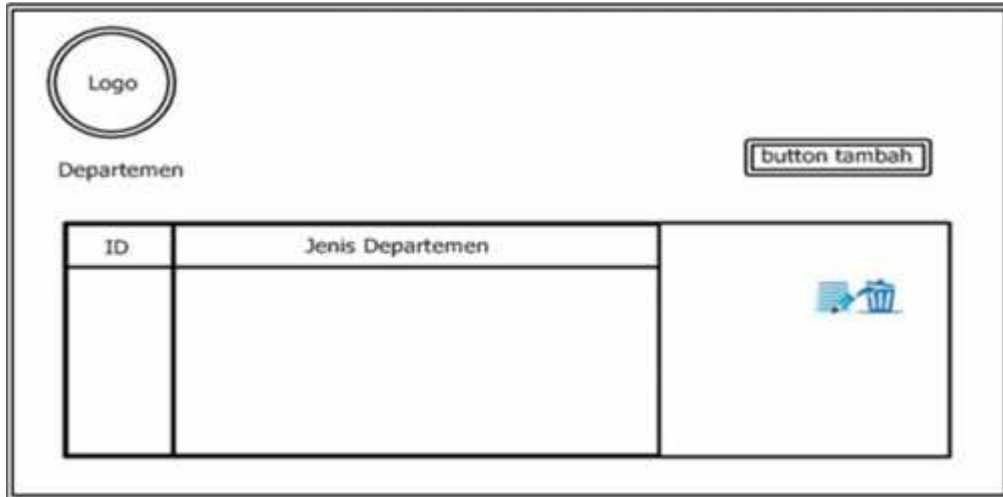 Logo
Departemen
button tambah
ID
Jenis Departemen